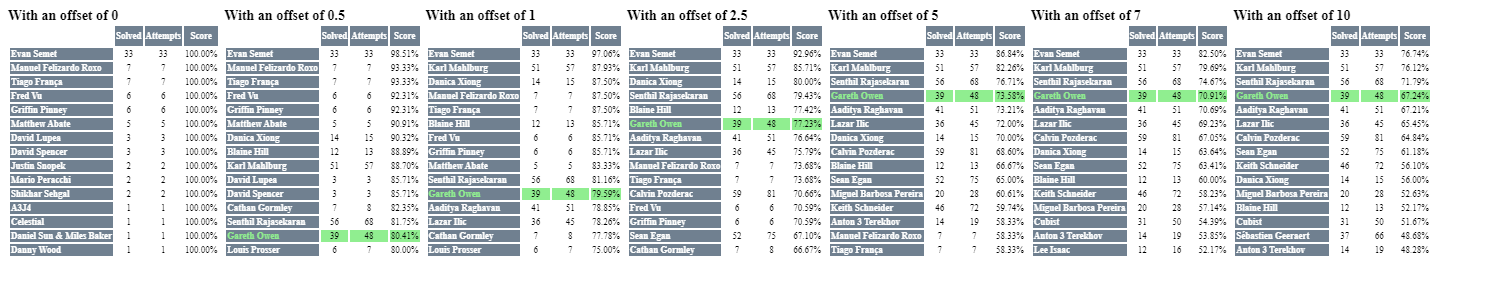 With an offset of 0
Solved Attempts Score
Evan Semet 33 33 100.00%
Manuel Felizardo Roxo 7 7 100.00%
Tiago França 7 7 100.00%
Fred Vu 6 6 100.00%
Griffin Pinney 6 6 100.00%
Matthew Abate 5 5 100.00%
David Lupea 3 3 100.00%
David Spencer 3 3 100.00%
Justin Snopek 2 2 100.00%
Mario Peracchi 2 2 100.00%
Shikhar Sehgal 2 2 100.00%
A3J4 1 1 100.00%
Celestial 1 1 100.00%
Daniel Sun & Miles Baker 1 1 100.00%
Danny Wood 1 1 100.00%
With an offset of 0.5
Solved Attempts Score
Evan Semet 33 33 98.51%
Manuel Felizardo Roxo 7 7 93.33%
Tiago França 7 7 93.33%
Fred Vu 6 6 92.31%
Griffin Pinney 6 6 92.31%
Matthew Abate 5 5 90.91%
Danica Xiong 14 15 90.32%
Blaine Hill 12 13 88.89%
Karl Mahlburg 51 57 88.70%
David Lupea 3 3 85.71%
David Spencer 3 3 85.71%
Cathan Gormley 7 8 82.35%
Senthil Rajasekaran 56 68 81.75%
Gareth Owen 39 48 80.41%
Louis Prosser 6 7 80.00%
With an offset of 1
Solved Attempts Score
Evan Semet 33 33 97.06%
Karl Mahlburg 51 57 87.93%
Danica Xiong 14 15 87.50%
Manuel Felizardo Roxo 7 7 87.50%
Tiago França 7 7 87.50%
Blaine Hill 12 13 85.71%
Fred Vu 6 6 85.71%
Griffin Pinney 6 6 85.71%
Matthew Abate 5 5 83.33%
Senthil Rajasekaran 56 68 81.16%
Gareth Owen 39 48 79.59%
Aaditya Raghavan 41 51 78.85%
Lazar Ilic 36 45 78.26%
Cathan Gormley 7 8 77.78%
Louis Prosser 6 7 75.00%
With an offset of 2.5
Solved Attempts Score
Evan Semet 33 33 92.96%
Karl Mahlburg 51 57 85.71%
Danica Xiong 14 15 80.00%
Senthil Rajasekaran 56 68 79.43%
Blaine Hill 12 13 77.42%
Gareth Owen 39 48 77.23%
Aaditya Raghavan 41 51 76.64%
Lazar Ilic 36 45 75.79%
Manuel Felizardo Roxo 7 7 73.68%
Tiago França 7 7 73.68%
Calvin Pozderac 59 81 70.66%
Fred Vu 6 6 70.59%
Griffin Pinney 6 6 70.59%
Sean Egan 52 75 67.10%
Cathan Gormley 7 8 66.67%
With an offset of 5
Solved Attempts Score
Evan Semet 33 33 86.84%
Karl Mahlburg 51 57 82.26%
Senthil Rajasekaran 56 68 76.71%
Gareth Owen 39 48 73.58%
Aaditya Raghavan 41 51 73.21%
Lazar Ilic 36 45 72.00%
Danica Xiong 14 15 70.00%
Calvin Pozderac 59 81 68.60%
Blaine Hill 12 13 66.67%
Sean Egan 52 75 65.00%
Miguel Barbosa Pereira 20 28 60.61%
Keith Schneider 46 72 59.74%
Anton 3 Terekhov 14 19 58.33%
Manuel Felizardo Roxo 7 7 58.33%
Tiago França 7 7 58.33%
With an offset of 7
Solved Attempts Score
Evan Semet 33 33 82.50%
Karl Mahlburg 51 57 79.69%
Senthil Rajasekaran 56 68 74.67%
Gareth Owen 39 48 70.91%
Aaditya Raghavan 41 51 70.69%
Lazar Ilic 36 45 69.23%
Calvin Pozderac 59 81 67.05%
Danica Xiong 14 15 63.64%
Sean Egan 52 75 63.41%
Blaine Hill 12 13 60.00%
Keith Schneider 46 72 58.23%
Miguel Barbosa Pereira 20 28 57.14%
Cubist 31 50 54.39%
Anton 3 Terekhov 14 19 53.85%
Lee Isaac 12 16 52.17%
With an offset of 10
Solved Attempts Score
Evan Semet 33 33 76.74%
Karl Mahlburg 51 57 76.12%
Senthil Rajasekaran 56 68 71.79%
Gareth Owen 39 48 67.24%
Aaditya Raghavan 41 51 67.21%
Lazar Ilic 36 45 65.45%
Calvin Pozderac 59 81 64.84%
Sean Egan 52 75 61.18%
Keith Schneider 46 72 56.10%
Danica Xiong 14 15 56.00%
Miguel Barbosa Pereira 20 28 52.63%
Blaine Hill 12 13 52.17%
Cubist 31 50 51.67%
Sébastien Geeraert 37 66 48.68%
Anton 3 Terekhov 14 19 48.28%